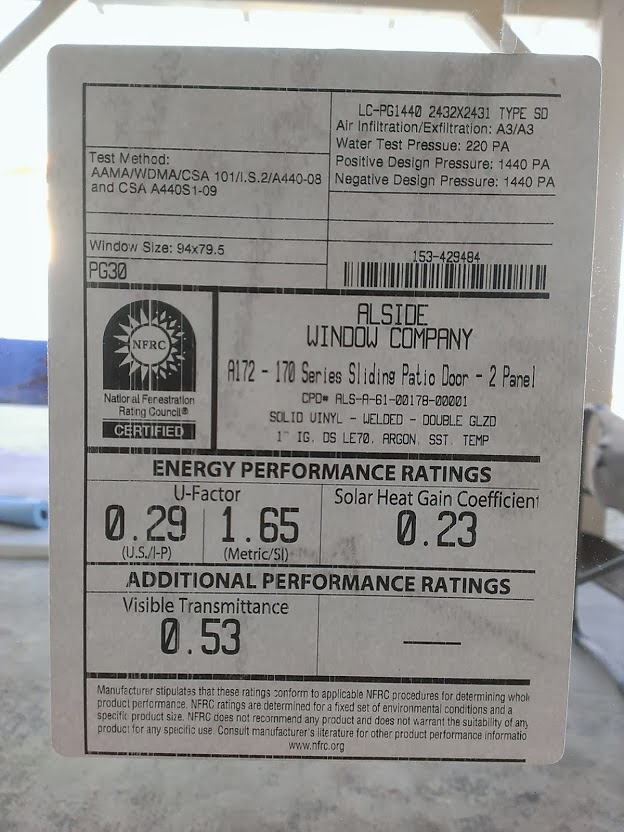 LC-PG1440 2432X2431 TYPE SD
Air Infiltration/Exfiltration: A3/A3
Water Test Pressue: 220 PA
Positive Design Pressure: 1440 PA
Negative Design Pressure: 1440 PA
Test Method:
AAMA/WDMA/CSA 101/I.S.2/A440-08
and CSA A440S1-09
Window Size: 94x79.5
PG30
153-429484
NFRC
National Fenestration
Rating Council®
CERTIFIED
ALSIDE
WINDOW COMPANY
A172 - 170 Series Sliding Patio Door - 2 Panel
CPD# ALS-A-61-00178-00001
SOLID VINYL - WELDED - DOUBLE GLZD
1" IG, DS LE70, ARGON, SST, TEMP
ENERGY PERFORMANCE RATINGS
U-Factor
0.29 1.65
(U.S./I-P) (Metric/SI)
Solar Heat Gain Coefficient
0.23
ADDITIONAL PERFORMANCE RATINGS
Visible Transmittance
0.53
Manufacturer stipulates that these ratings conform to applicable NFRC procedures for determining whole
product performance. NFRC ratings are determined for a fixed set of environmental conditions and a
specific product size. NFRC does not recommend any product and does not warrant the suitability of any
product for any specific use. Consult manufacturer's literature for other product performance informatio
www.nfrc.org